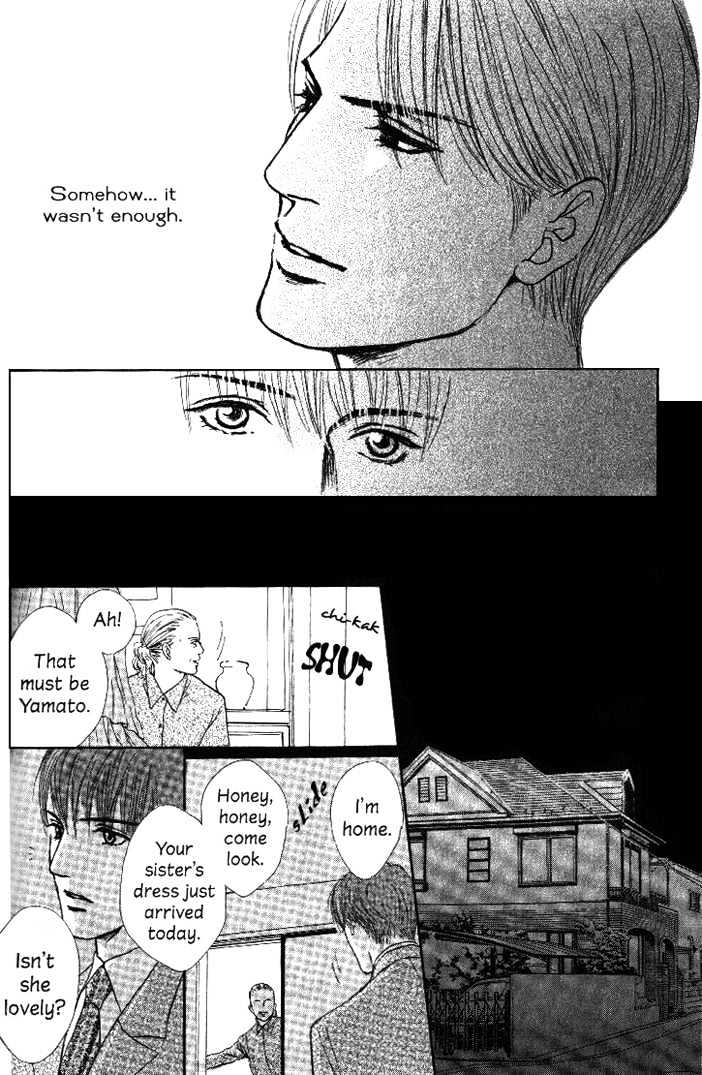 Somehow... it
wasn't enough.
chi-kak
SHUT
Ah!
That
must be
Yamato.
I'm
home.
slide
Honey,
honey,
come
look.
Your
sister's
dress just
arrived
today.
Isn't
she
lovely?